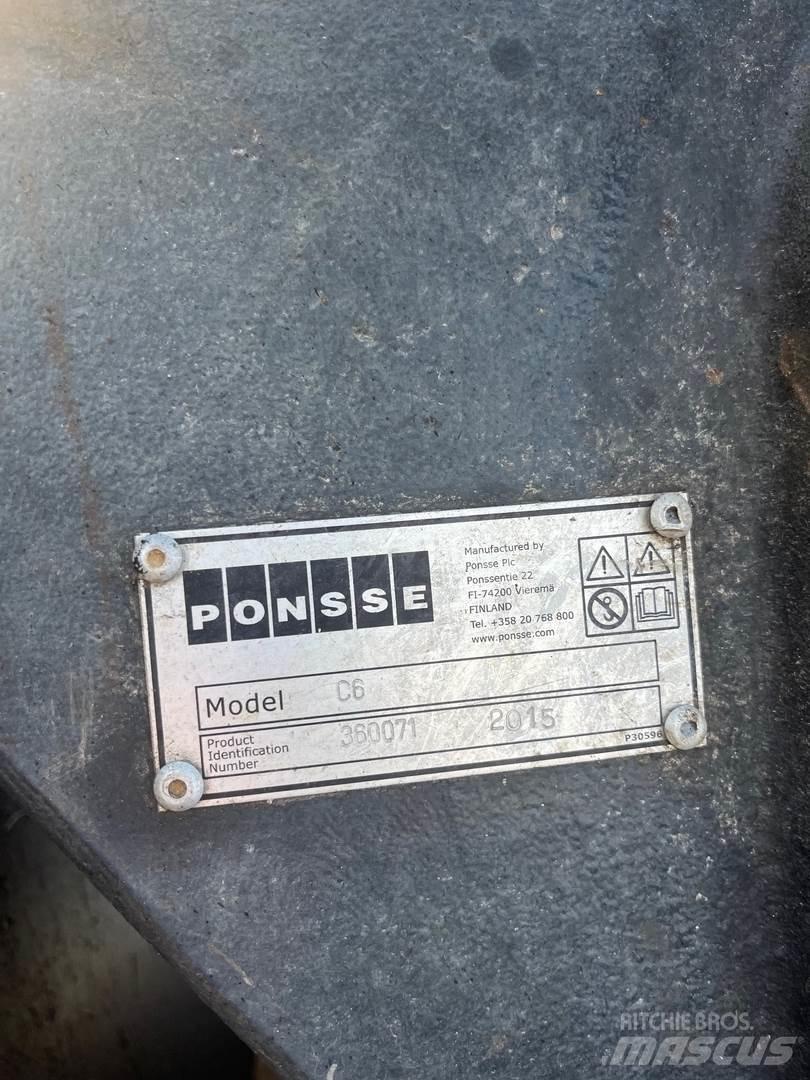 PONSSE
Manufactured by
Ponsse Plc
Ponssentie 22
FI-74200 Vieremä
FINLAND
Tel. +358 20 768 800
www.ponsse.com
Model C6
Product
Identification
Number
360071 2015
P30596
RITCHIE BROS.
MASCUS